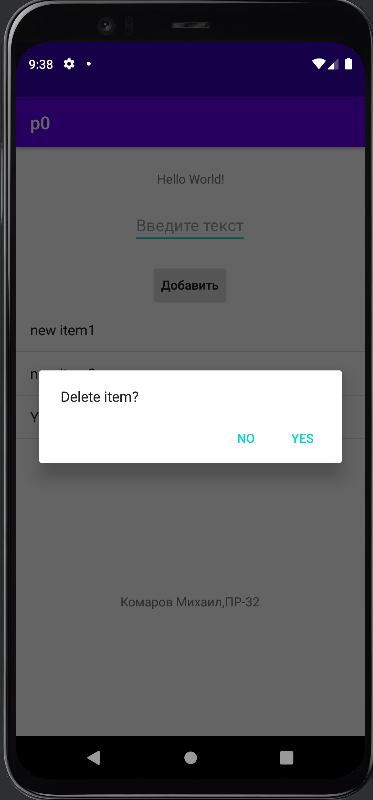 9:38
p0
Hello World!
Введите текст
Добавить
new item1
Delete item?
NO YES
Комаров Михаил,ПР-32